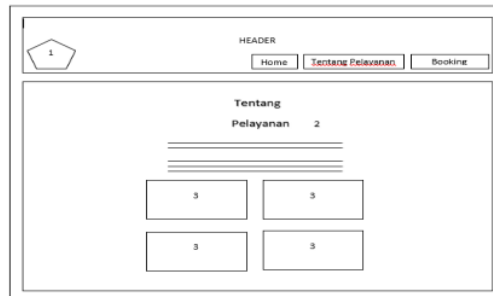 HEADER
1
Home Tentang Pelayanan Booking
Tentang
Pelayanan 2
3 3
3 3